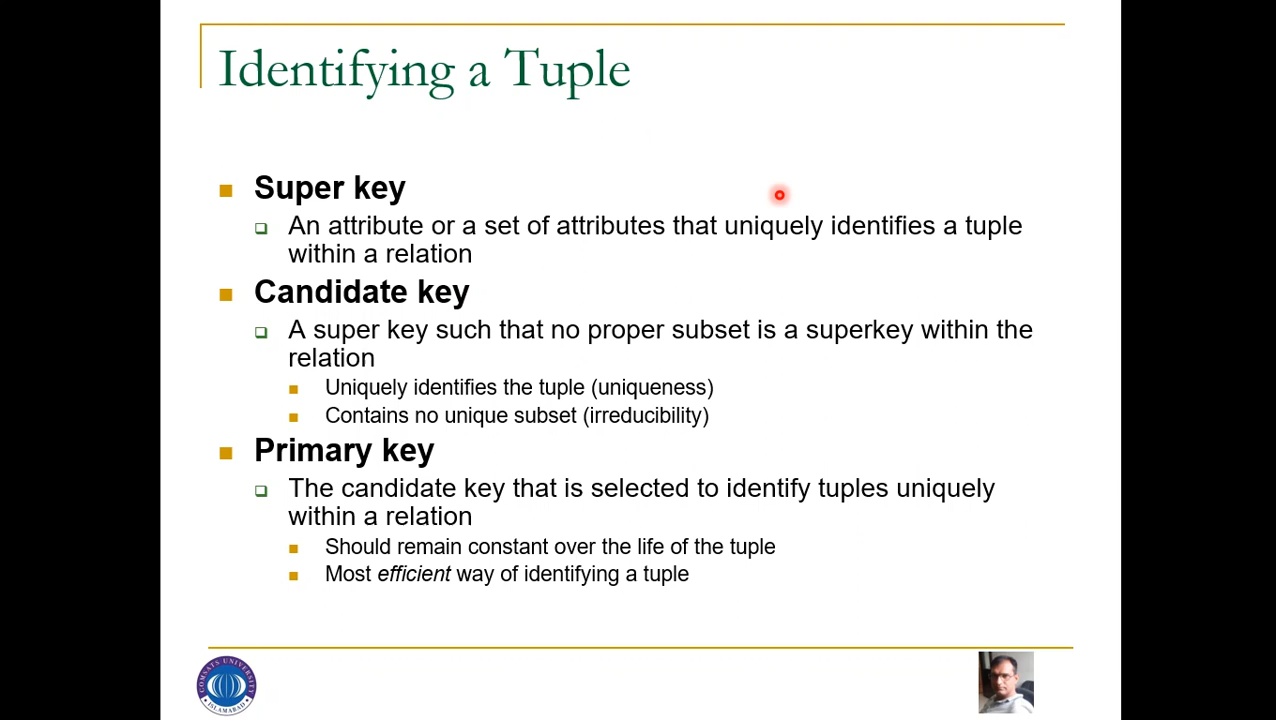 Identifying a Tuple
Super key
An attribute or a set of attributes that uniquely identifies a tuple
within a relation
Candidate key
A super key such that no proper subset is a superkey within the
relation
Uniquely identifies the tuple (uniqueness)
Contains no unique subset (irreducibility)
Primary key
The candidate key that is selected to identify tuples uniquely
within a relation
Should remain constant over the life of the tuple
Most efficient way of identifying a tuple
COMSATS UNIVERSITY
ISLAMABAD